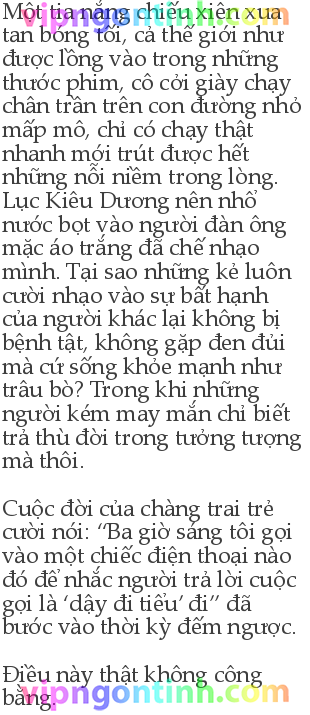 Một tia nắng chiếu xiên xua
tan bóng tối, cả thế giới như
được lồng vào trong những
thước phim, cô cởi giày chạy
chân trần trên con đường nhỏ
mấp mô, chỉ có chạy thật
nhanh mới trút được hết
những nỗi niềm trong lòng.
Lục Kiêu Dương nên nhổ
nước bọt vào người đàn ông
mặc áo trắng đã chế nhạo
mình. Tại sao những kẻ luôn
cười nhạo vào sự bất hạnh
của người khác lại không bị
bệnh tật, không gặp đen đủi
mà cứ sống khỏe mạnh như
trâu bò? Trong khi những
người kém may mắn chỉ biết
trả thù đời trong tưởng tượng
mà thôi.

Cuộc đời của chàng trai trẻ
cười nói: “Ba giờ sáng tôi gọi
vào một chiếc điện thoại nào
đó để nhắc người trả lời cuộc
gọi là ‘dậy đi tiểu’ đi” đã
bước vào thời kỳ đếm ngược.

Điều này thật không công
bằng.
vipngontinh.com
vipngontinh.com